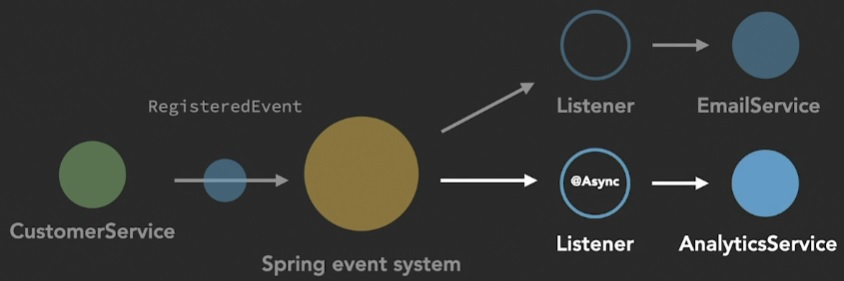 RegisteredEvent
CustomerService
Spring event system
Listener
EmailService
@Async
Listener
AnalyticsService